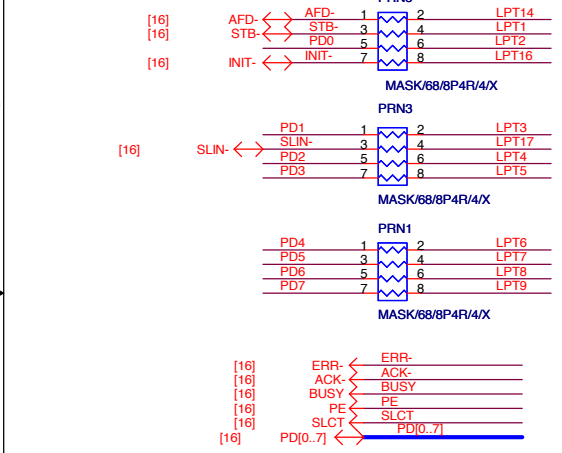 [16] AFD- AFD- 1 2 LPT14
[16] STB- STB- 3 4 LPT1
PD0 5 6 LPT2
[16] INIT- INIT- 7 8 LPT16
MASK/68/8P4R/4/X
PRN3
PD1 1 2 LPT3
[16] SLIN- SLIN- 3 4 LPT17
PD2 5 6 LPT4
PD3 7 8 LPT5
MASK/68/8P4R/4/X
PRN1
PD4 1 2 LPT6
PD5 3 4 LPT7
PD6 5 6 LPT8
PD7 7 8 LPT9
MASK/68/8P4R/4/X
[16] ERR- ERR-
[16] ACK- ACK-
[16] BUSY BUSY
[16] PE PE
[16] SLCT SLCT
[16] PD[0..7] PD[0..7]